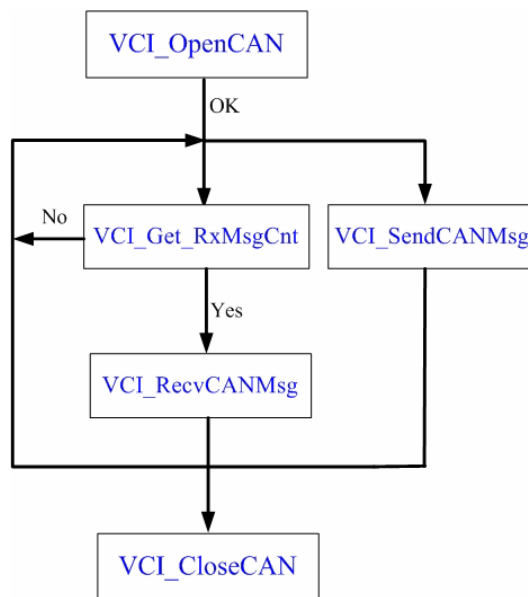 VCI_OpenCAN
OK
No
VCI_Get_RxMsgCnt
VCI_SendCANMsg
Yes
VCI_RecvCANMsg
VCI_CloseCAN